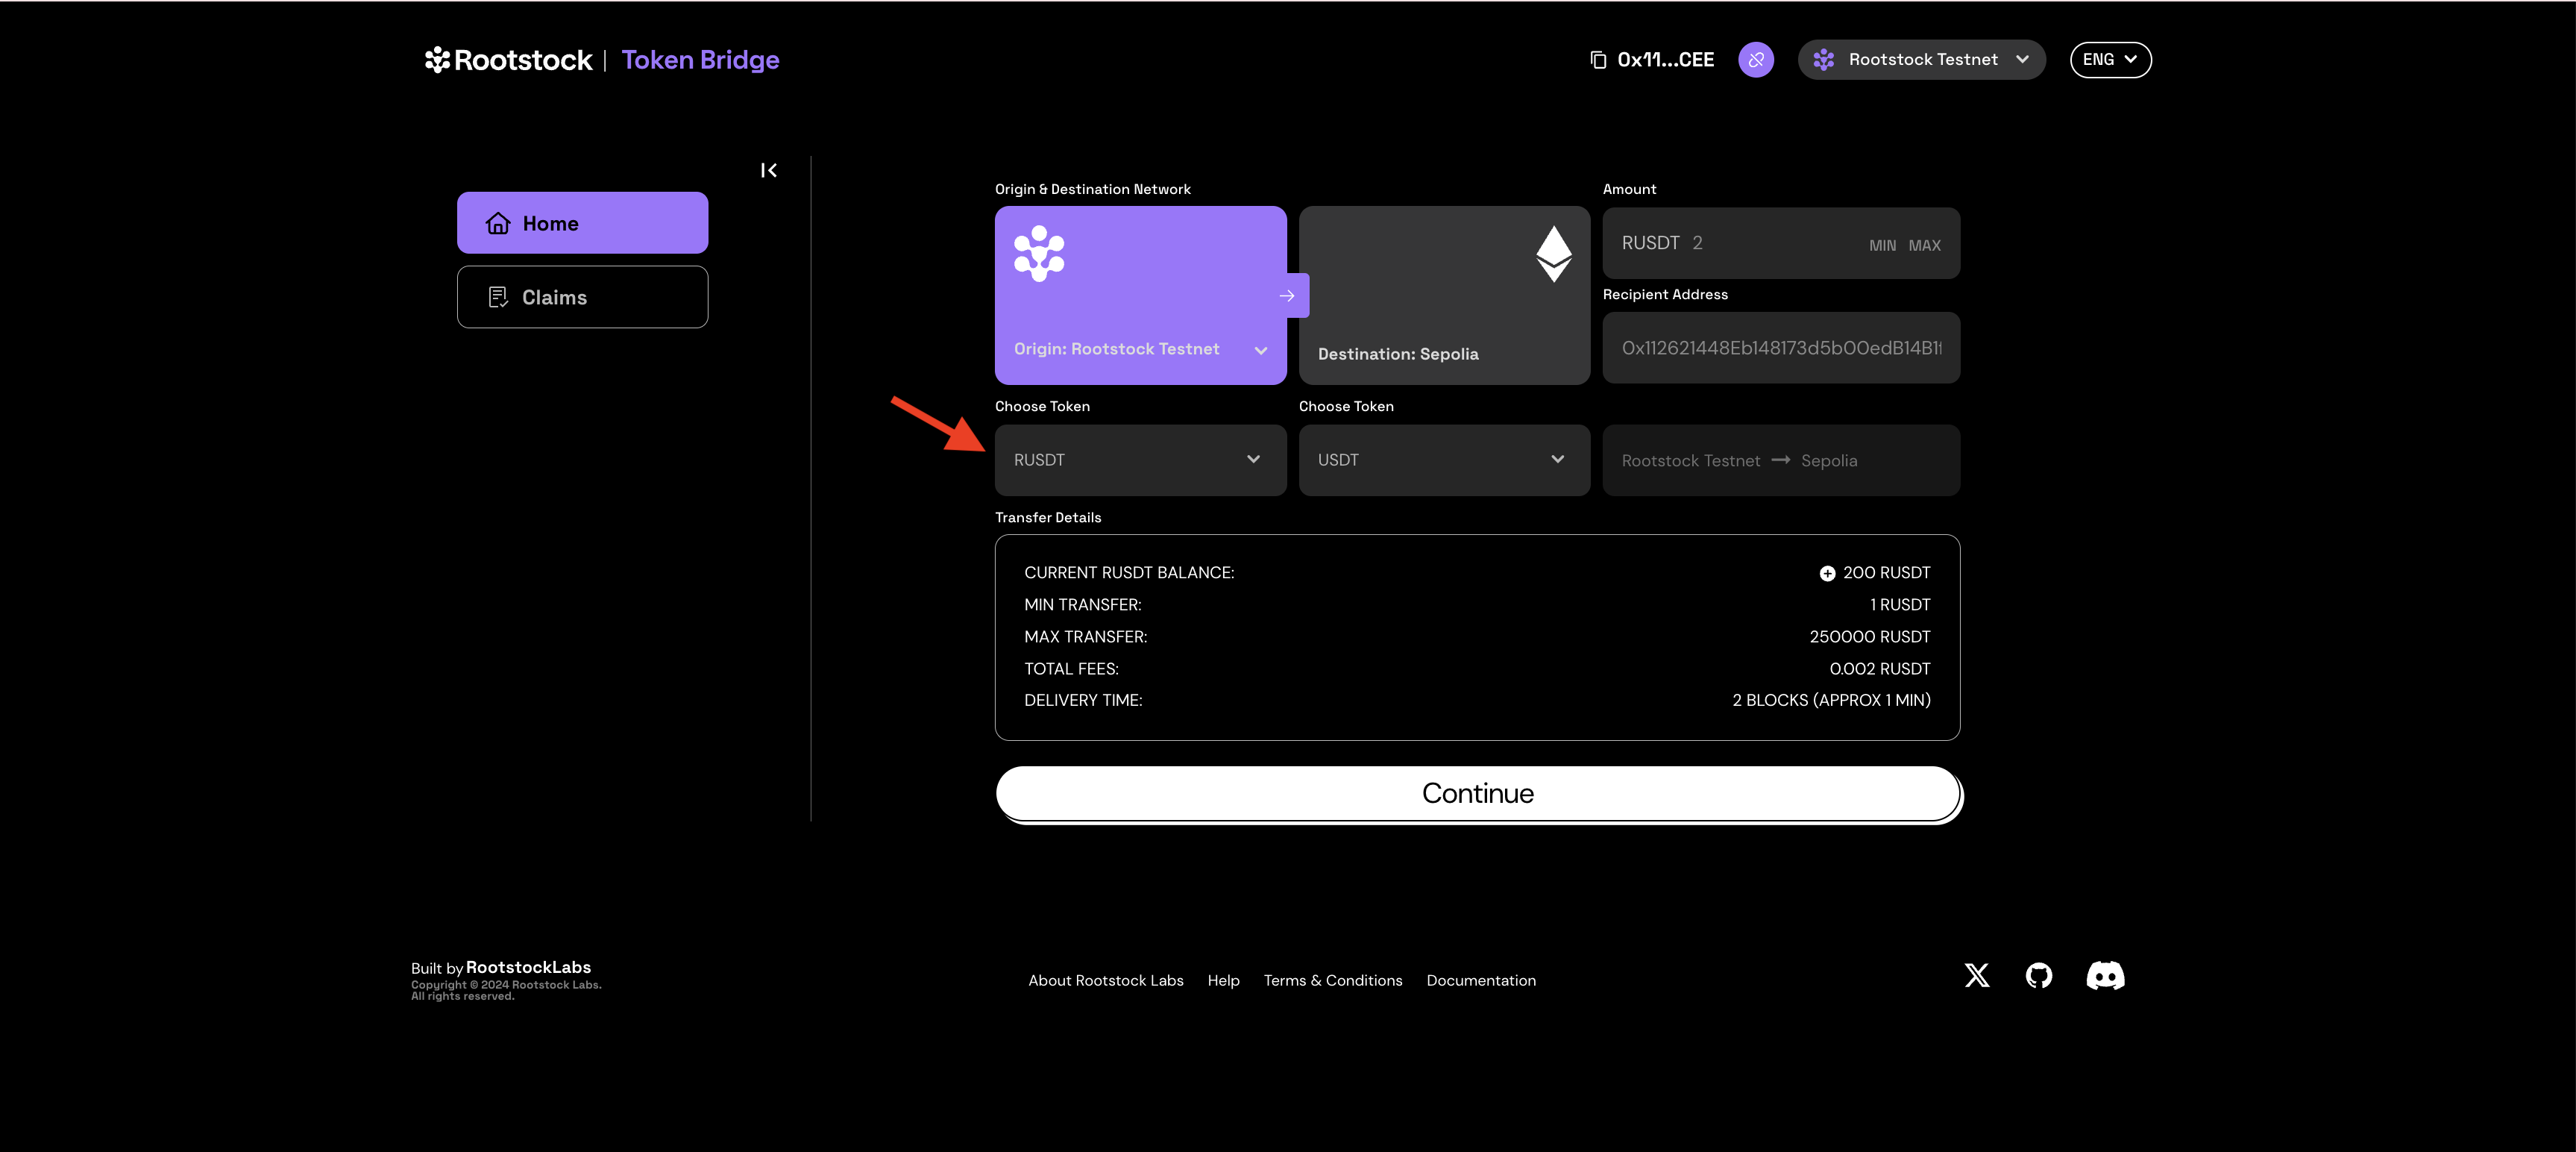 Rootstock | Token Bridge
0x11...CEE
Rootstock Testnet
ENG
Home
Claims
Origin & Destination Network
Origin: Rootstock Testnet
Destination: Sepolia
Amount
RUSDT 2
MIN MAX
Recipient Address
0x112621448Eb148173d5b00edB14B1
Choose Token
RUSDT
Choose Token
USDT
Rootstock Testnet → Sepolia
Transfer Details
CURRENT RUSDT BALANCE: 200 RUSDT
MIN TRANSFER: 1 RUSDT
MAX TRANSFER: 250000 RUSDT
TOTAL FEES: 0.002 RUSDT
DELIVERY TIME: 2 BLOCKS (APPROX 1 MIN)
Continue
Built by RootstockLabs
Copyright © 2024 Rootstock Labs.
All rights reserved.
About Rootstock Labs Help Terms & Conditions Documentation